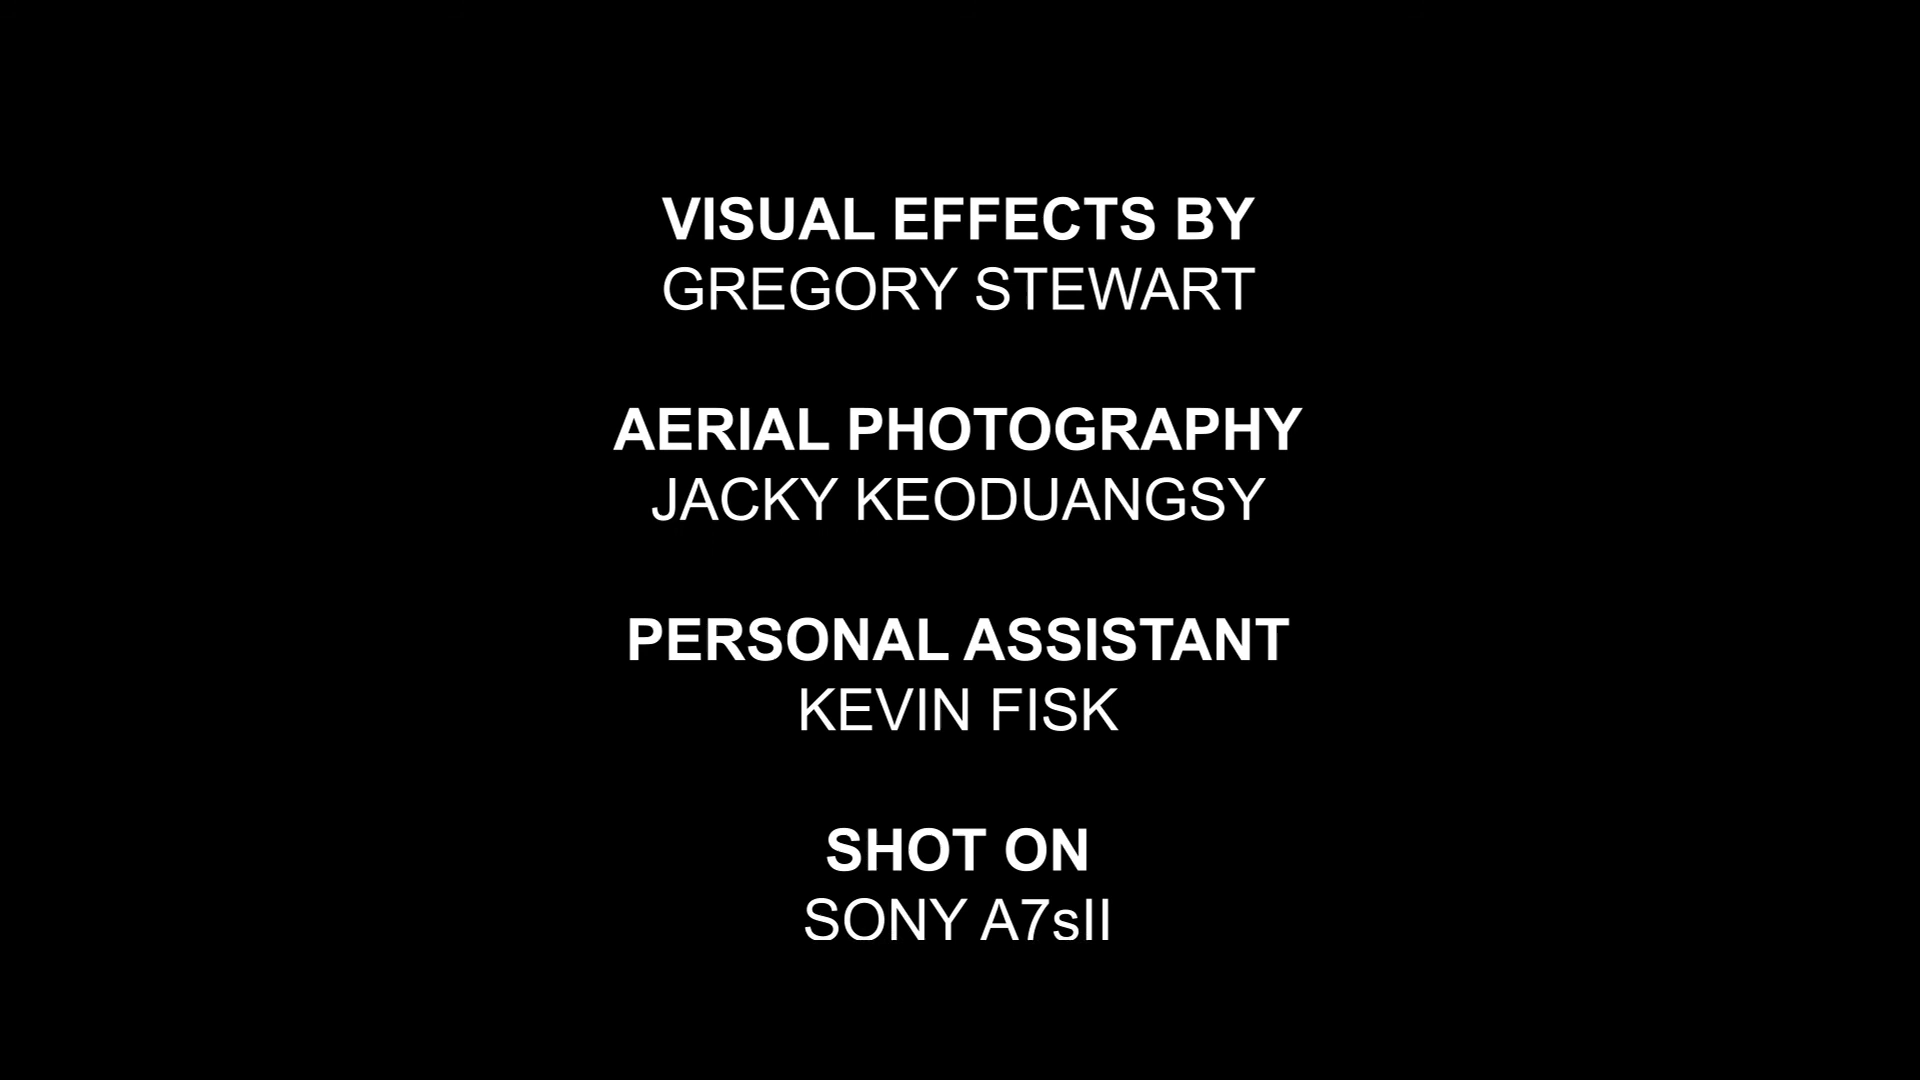 VISUAL EFFECTS BY
GREGORY STEWART
AERIAL PHOTOGRAPHY
JACKY KEODUANGSY
PERSONAL ASSISTANT
KEVIN FISK
SHOT ON
SONY A7sII